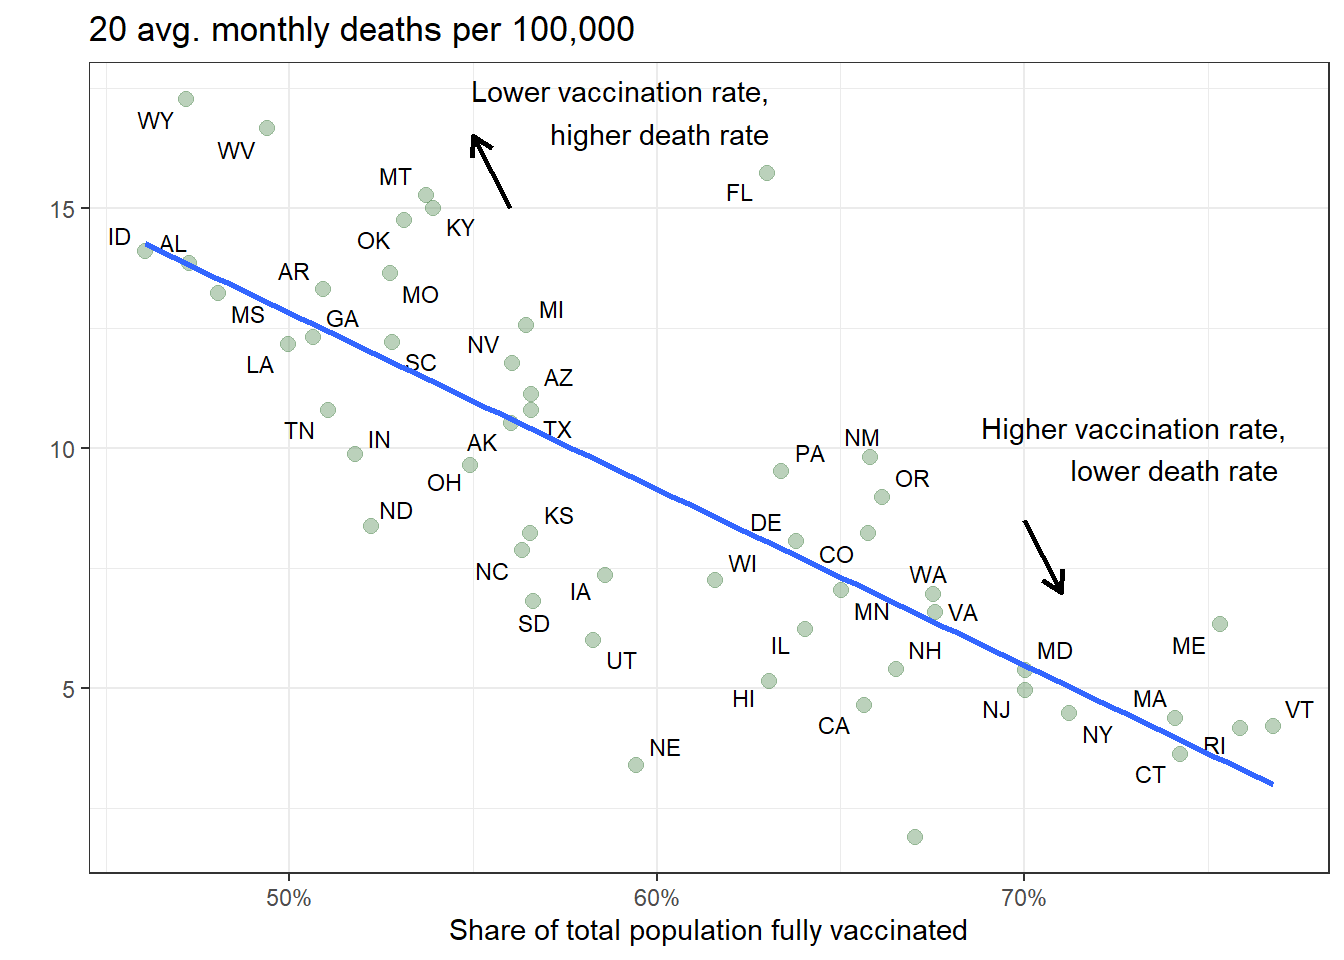 20 avg. monthly deaths per 100,000
Lower vaccination rate,
higher death rate
WY
WV
MT
FL
15
KY
ID
AL
OK
AR
MO
MS
GA
MI
NV
LA
SC
AZ
TN
IN
AK
TX
10
OH
PA
NM
Higher vaccination rate,
lower death rate
OR
ND
KS
DE
CO
NC
WI
WA
IA
MN
VA
SD
UT
IL
NH
MD
ME
5
HI
CA
NJ
MA
VT
NY
RI
NE
CT
50%
60%
70%
Share of total population fully vaccinated